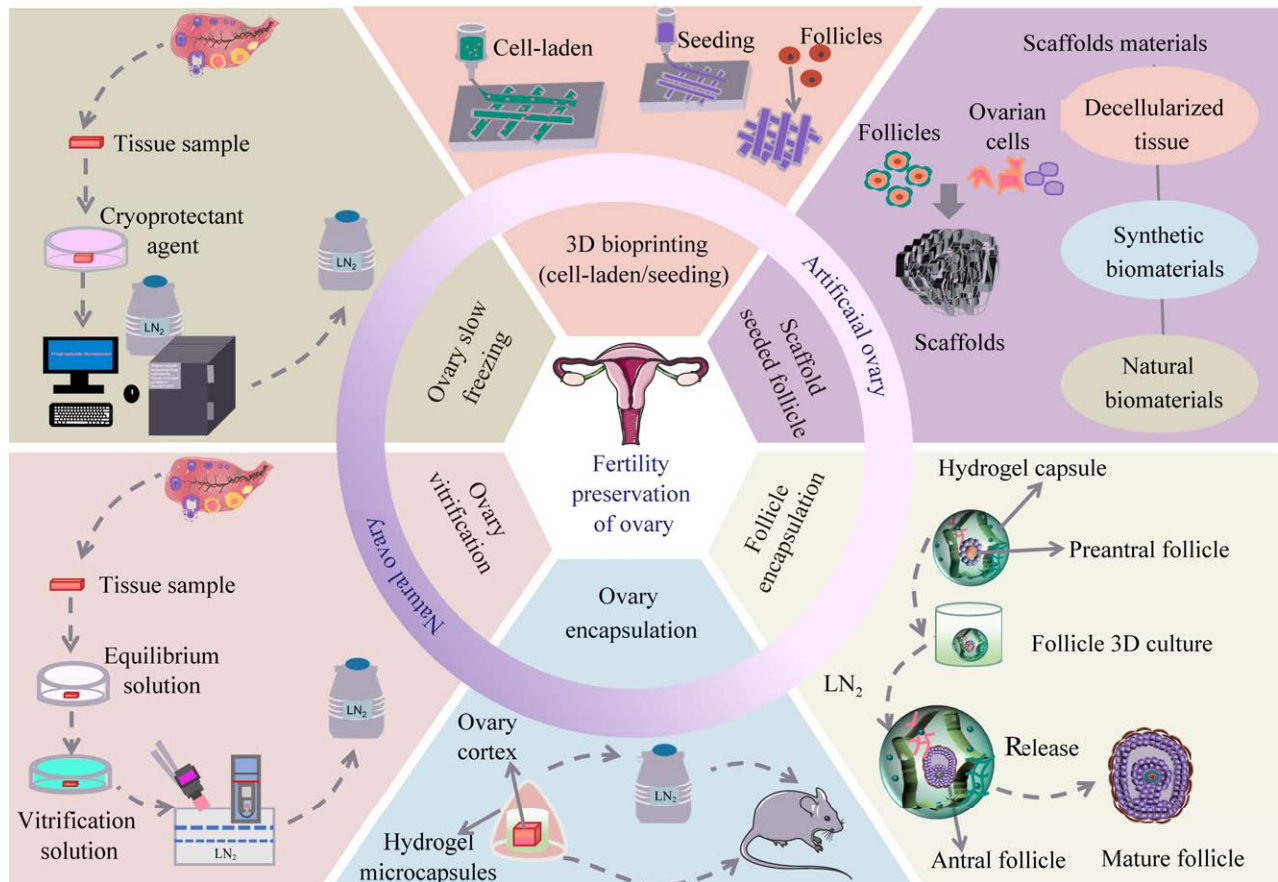 Tissue sample
Cryoprotectant
agent
LN2
LN2
Ovary slow
freezing
Cell-laden
Seeding
Follicles
3D bioprinting
(cell-laden/seeding)
Scaffolds materials
Follicles
Ovarian
cells
Decellularized
tissue
Synthetic
biomaterials
Natural
biomaterials
Scaffolds
Scaffold
seeded follicle
Artificaial ovary
Fertility
preservation
of ovary
Natural ovary
Ovary
vitrification
Tissue sample
Equilibrium
solution
Vitrification
solution
LN2
LN2
Ovary
encapsulation
Ovary
cortex
Hydrogel
microcapsules
LN2
Follicle
encapsulation
Hydrogel capsule
Preantral follicle
Follicle 3D culture
LN2
Release
Antral follicle
Mature follicle